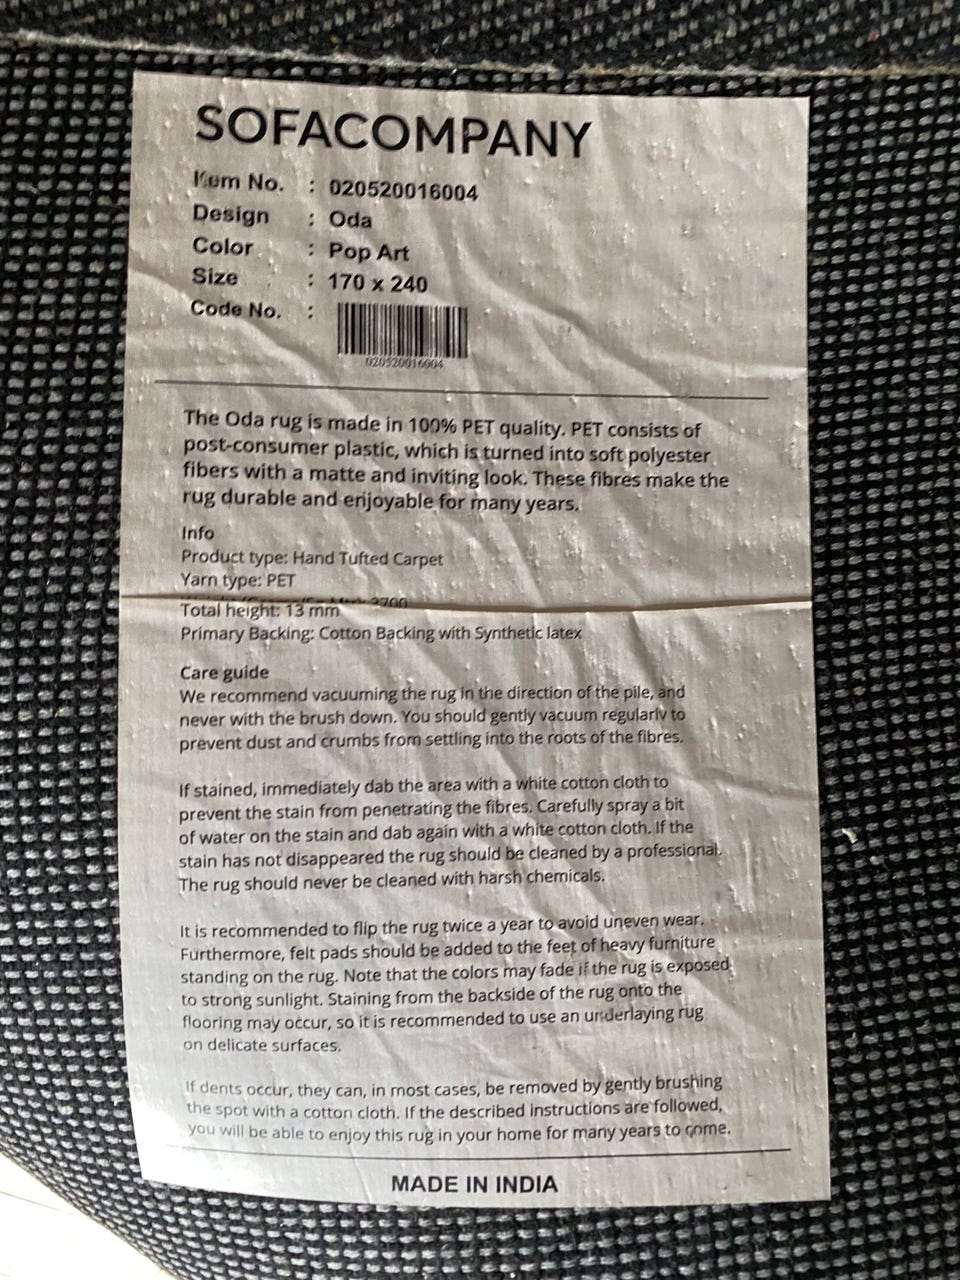 SOFACOMPANY
Item No. : 020520016004
Design : Oda
Color : Pop Art
Size : 170 x 240
Code No. :
020520016004
The Oda rug is made in 100% PET quality. PET consists of
post-consumer plastic, which is turned into soft polyester
fibers with a matte and inviting look. These fibres make the
rug durable and enjoyable for many years.
Info
Product type: Hand Tufted Carpet
Yarn type: PET
2700
Total height: 13 mm
Primary Backing: Cotton Backing with Synthetic latex
Care guide
We recommend vacuuming the rug in the direction of the pile, and
never with the brush down. You should gently vacuum regularly to
prevent dust and crumbs from settling into the roots of the fibres.
If stained, immediately dab the area with a white cotton cloth to
prevent the stain from penetrating the fibres. Carefully spray a bit
of water on the stain and dab again with a white cotton cloth. If the
stain has not disappeared the rug should be cleaned by a professional.
The rug should never be cleaned with harsh chemicals.
It is recommended to flip the rug twice a year to avoid uneven wear.
Furthermore, felt pads should be added to the feet of heavy furniture
standing on the rug. Note that the colors may fade if the rug is exposed
to strong sunlight. Staining from the backside of the rug onto the
flooring may occur, so it is recommended to use an underlaying rug
on delicate surfaces.
If dents occur, they can, in most cases, be removed by gently brushing
the spot with a cotton cloth. If the described instructions are followed,
you will be able to enjoy this rug in your home for many years to come.
MADE IN INDIA